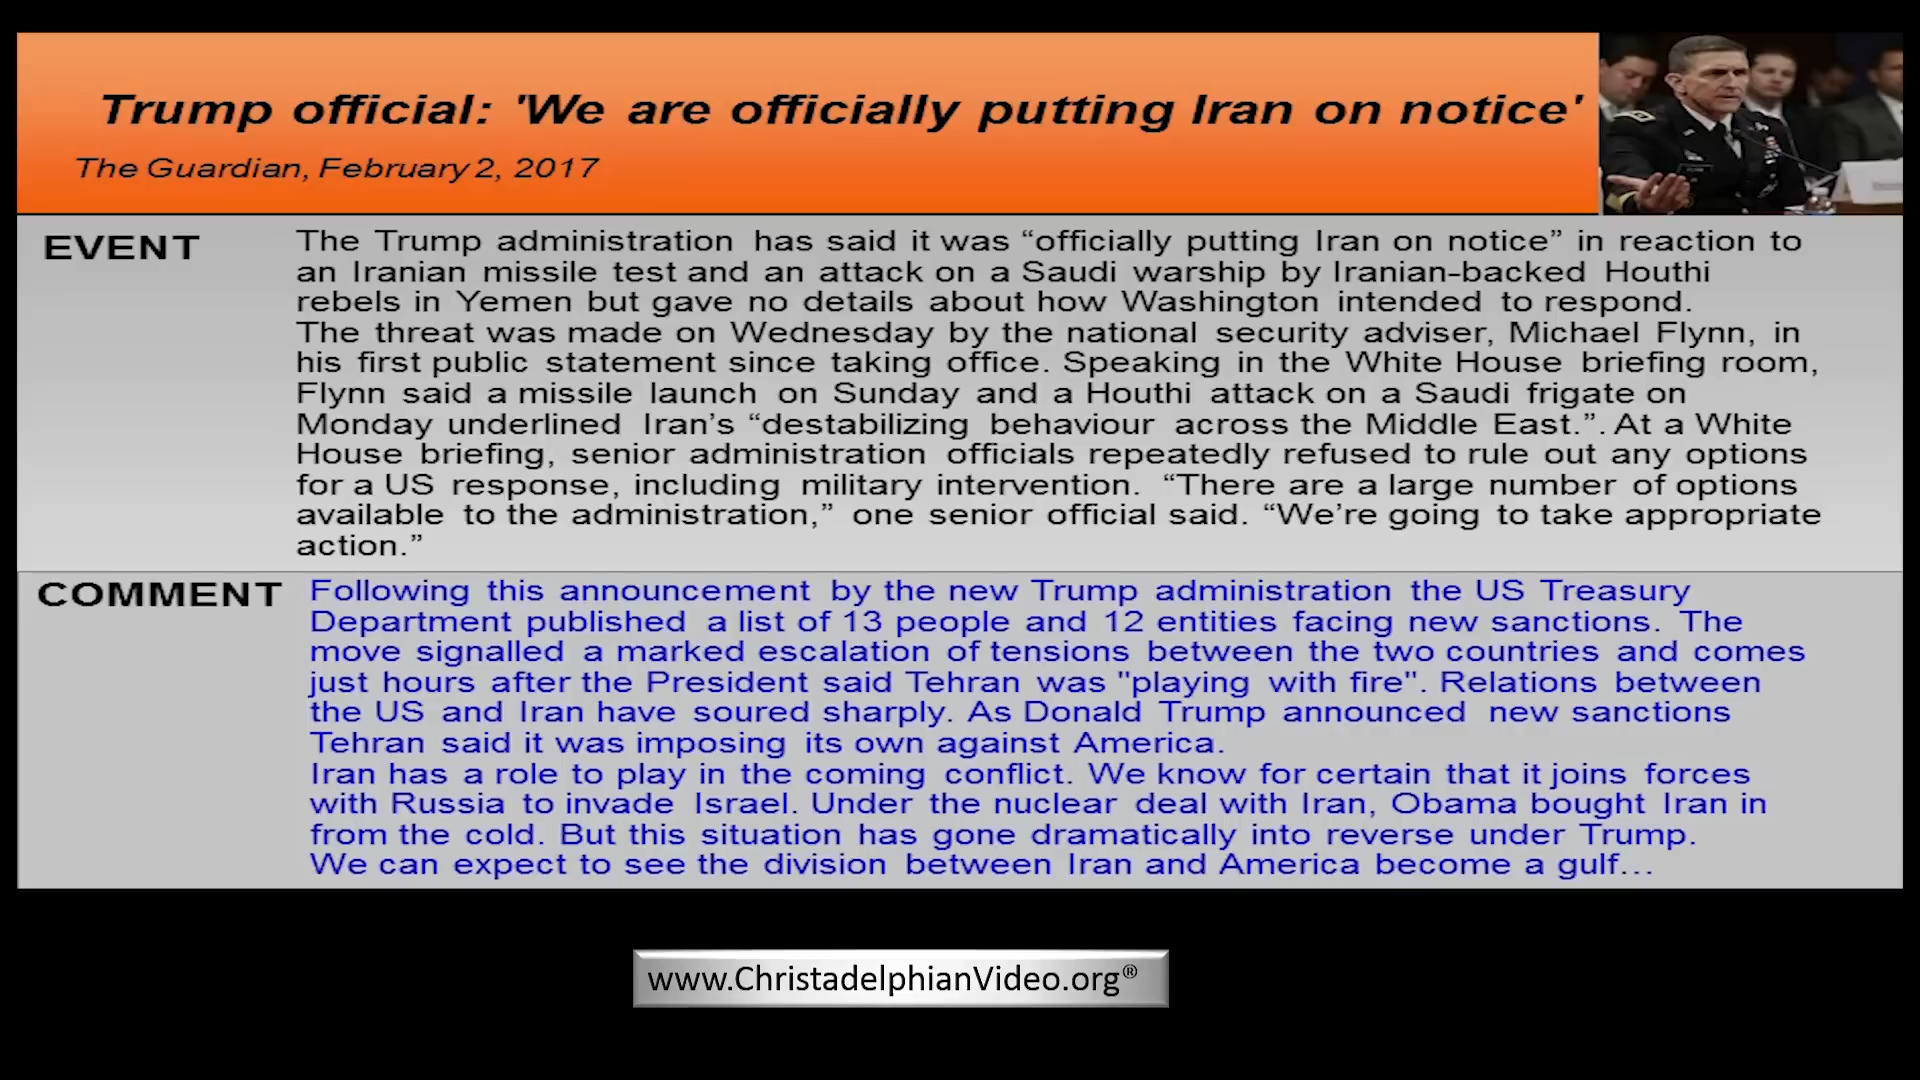 Trump official: 'We are officially putting Iran on notice'
The Guardian, February 2, 2017
EVENT
The Trump administration has said it was “officially putting Iran on notice” in reaction to
an Iranian missile test and an attack on a Saudi warship by Iranian-backed Houthi
rebels in Yemen but gave no details about how Washington intended to respond.
The threat was made on Wednesday by the national security adviser, Michael Flynn, in
his first public statement since taking office. Speaking in the White House briefing room,
Flynn said a missile launch on Sunday and a Houthi attack on a Saudi frigate on
Monday underlined Iran’s “destabilizing behaviour across the Middle East.”. At a White
House briefing, senior administration officials repeatedly refused to rule out any options
for a US response, including military intervention. “There are a large number of options
available to the administration,” one senior official said. “We’re going to take appropriate
action.”
COMMENT
Following this announcement by the new Trump administration the US Treasury
Department published a list of 13 people and 12 entities facing new sanctions. The
move signalled a marked escalation of tensions between the two countries and comes
just hours after the President said Tehran was "playing with fire". Relations between
the US and Iran have soured sharply. As Donald Trump announced new sanctions
Tehran said it was imposing its own against America.
Iran has a role to play in the coming conflict. We know for certain that it joins forces
with Russia to invade Israel. Under the nuclear deal with Iran, Obama bought Iran in
from the cold. But this situation has gone dramatically into reverse under Trump.
We can expect to see the division between Iran and America become a gulf...
www.ChristadelphianVideo.org®